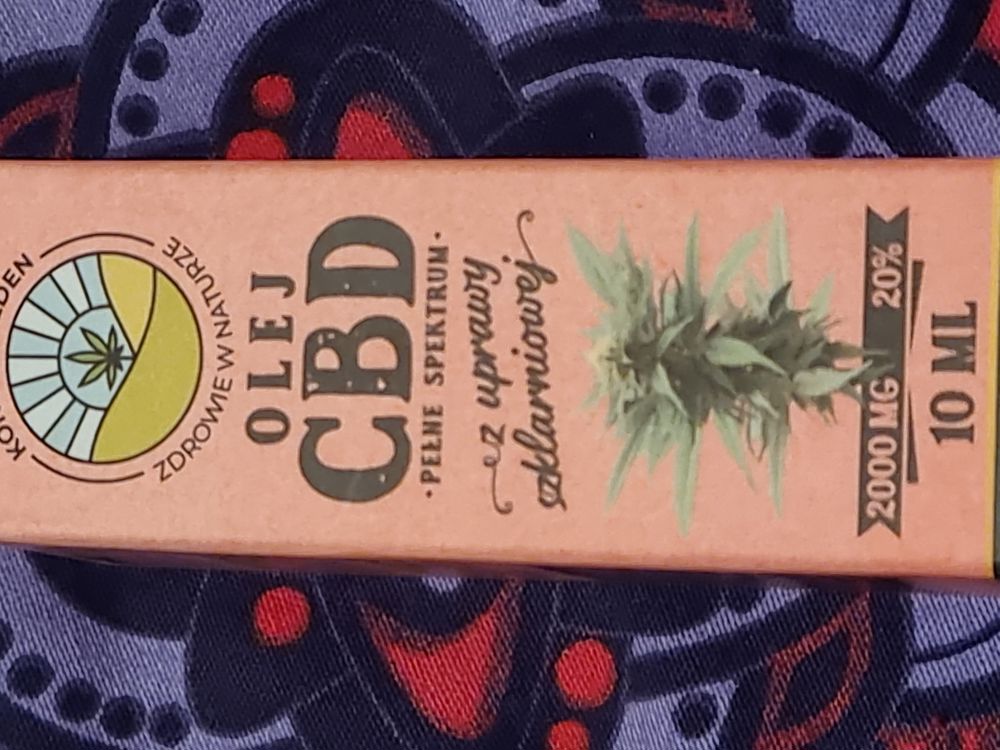 ZDROWIE W NATURZE
OLEJ
CBD
·PEŁNE SPEKTRUM·
z uprawy
szklarniowej
2000 MG 20%
10 ML